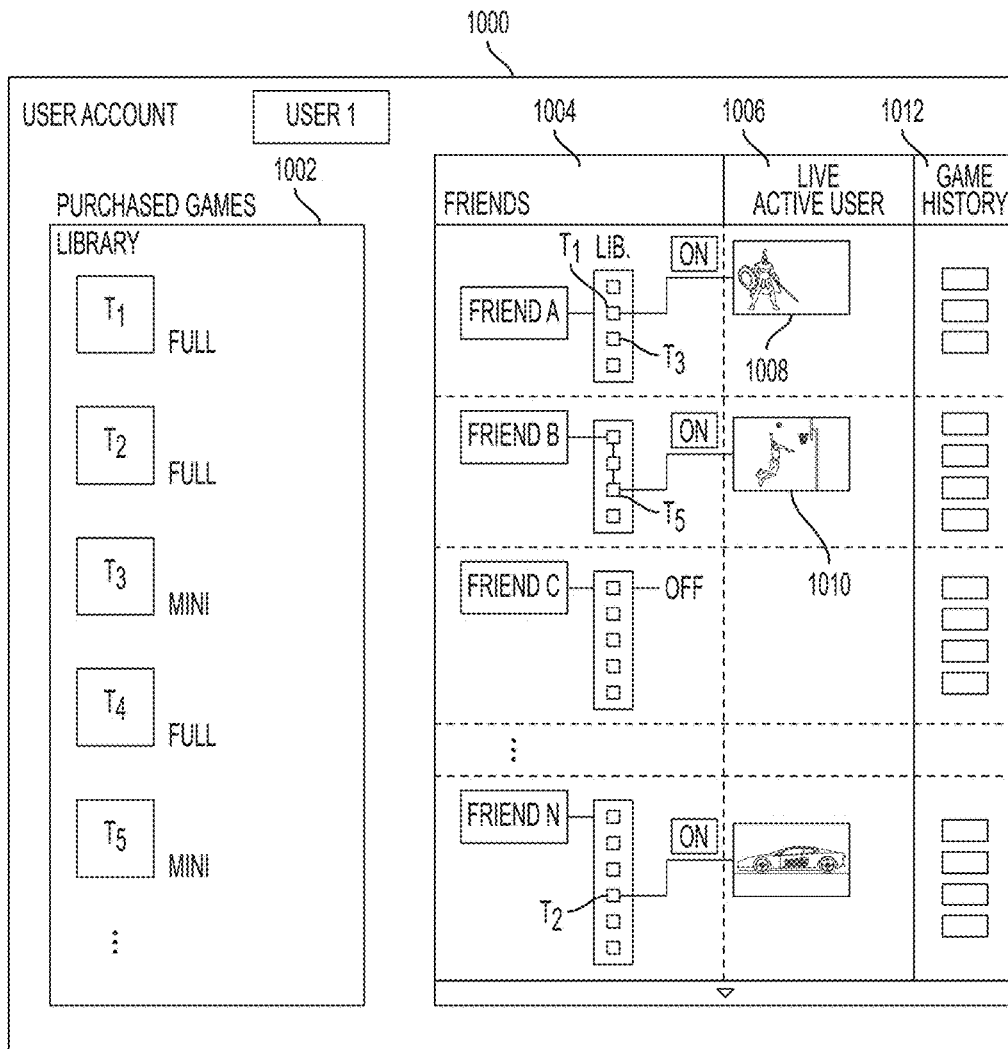 1000
USER ACCOUNT
USER 1
1002
1004
1006
1012
PURCHASED GAMES
LIBRARY
T1
FULL
T2
FULL
T3
MINI
T4
FULL
T5
MINI
FRIENDS
LIVE
ACTIVE USER
GAME
HISTORY
T1
LIB.
ON
FRIEND A
T3
1008
FRIEND B
ON
T5
1010
FRIEND C
OFF
FRIEND N
ON
T2